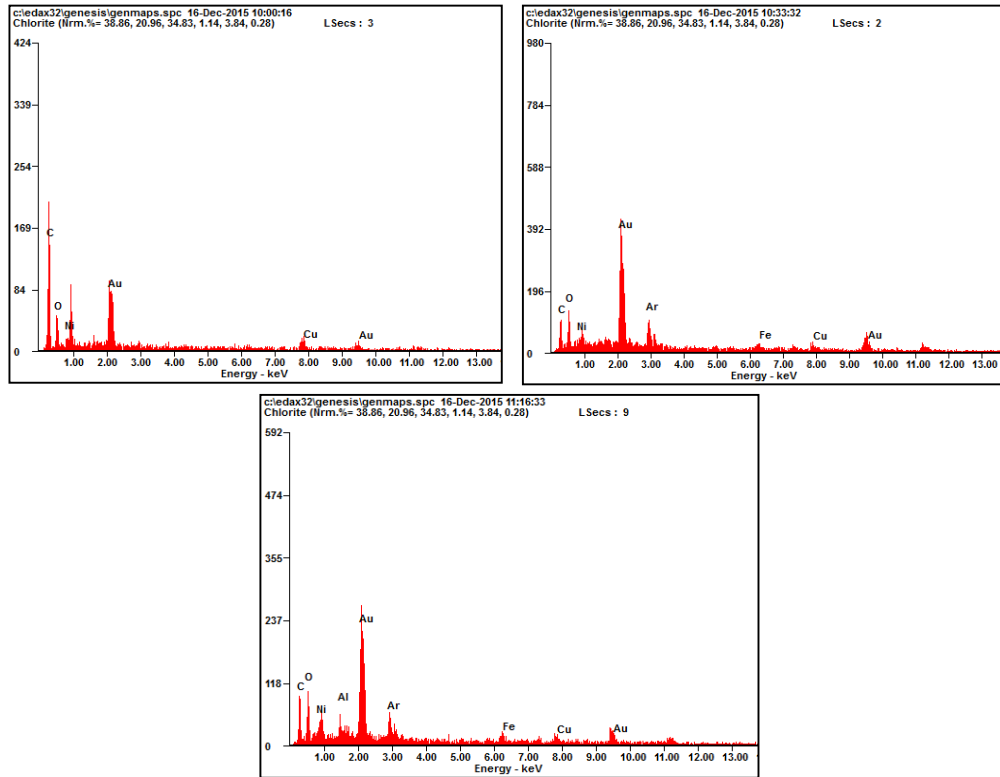 c:\edax32\genesis\genmaps.spc 16-Dec-2015 10:00:16
Chlorite (Nrm.%= 38.86, 20.96, 34.83, 1.14, 3.84, 0.28) LSecs : 3
424
339
254
169
84
0
C
O
Ni
Au
Cu
Au
1.00 2.00 3.00 4.00 5.00 6.00 7.00 8.00 9.00 10.00 11.00 12.00 13.00
Energy - keV
c:\edax32\genesis\genmaps.spc 16-Dec-2015 10:33:32
Chlorite (Nrm.%= 38.86, 20.96, 34.83, 1.14, 3.84, 0.28) LSecs : 2
980
784
588
392
196
0
C
O
Ni
Au
Ar
Fe
Cu
Au
1.00 2.00 3.00 4.00 5.00 6.00 7.00 8.00 9.00 10.00 11.00 12.00 13.00
Energy - keV
c:\edax32\genesis\genmaps.spc 16-Dec-2015 11:16:33
Chlorite (Nrm.%= 38.86, 20.96, 34.83, 1.14, 3.84, 0.28) LSecs : 9
592
474
355
237
118
0
C
O
Ni
Al
Au
Ar
Fe
Cu
Au
1.00 2.00 3.00 4.00 5.00 6.00 7.00 8.00 9.00 10.00 11.00 12.00 13.00
Energy - keV